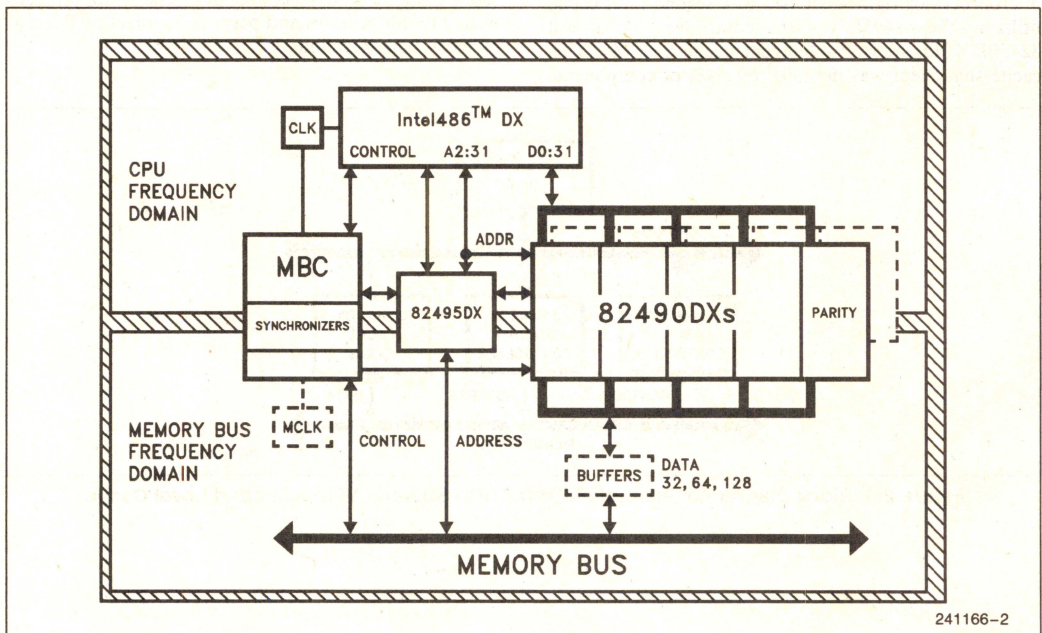 Intel486™ DX
CLK
CONTROL A2:31 D0:31
CPU
FREQUENCY
DOMAIN
ADDR
MBC
82495DX
82490DXs
PARITY
SYNCHRONIZERS
MCLK
MEMORY BUS
FREQUENCY
DOMAIN
CONTROL
ADDRESS
BUFFERS
DATA
32, 64, 128
MEMORY BUS
241166-2